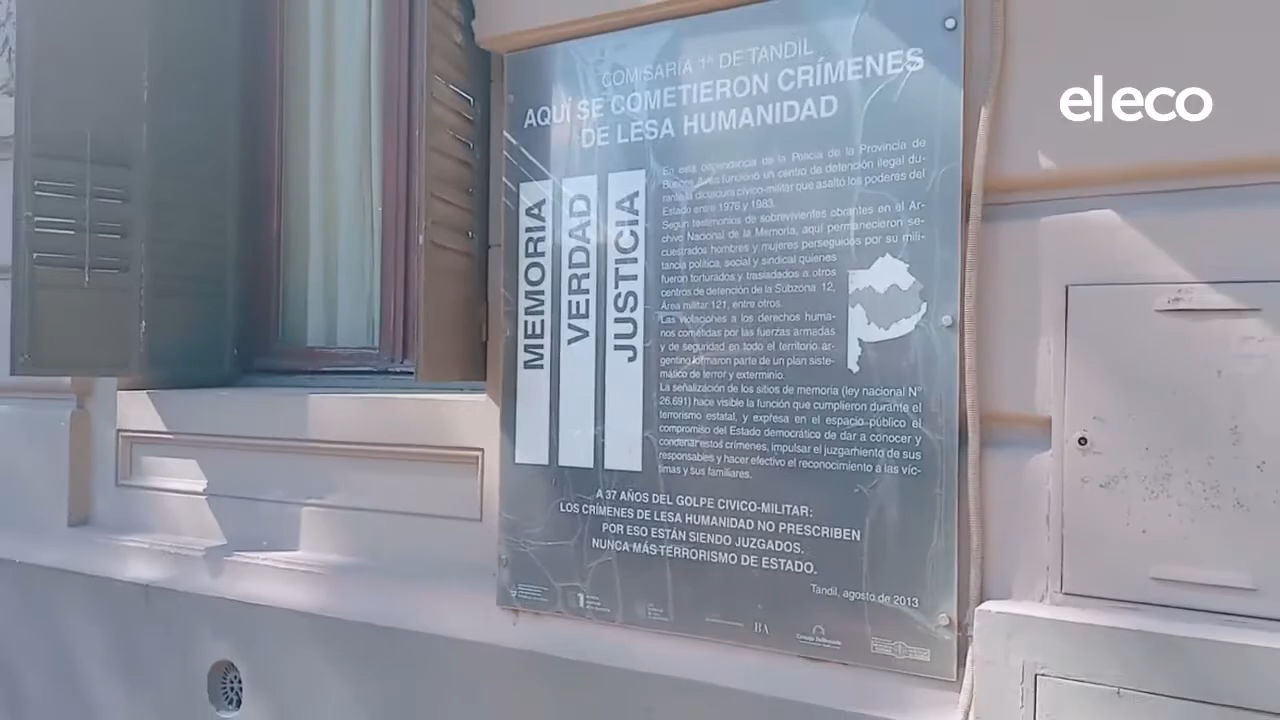 COMISARÍA 1ª DE TANDIL
AQUÍ SE COMETIERON CRÍMENES
DE LESA HUMANIDAD
eleco
MEMORIA
VERDAD
JUSTICIA
En esta dependencia de la Policía de la Provincia de
Buenos Aires funcionó un centro de detención ilegal du-
rante la dictadura cívico-militar que asaltó los poderes del
Estado entre 1976 y 1983.
Según testimonios de sobrevivientes obrantes en el Ar-
chivo Nacional de la Memoria, aquí permanecieron se-
cuestrados hombres y mujeres perseguidos por su mili-
tancia política, social y sindical quienes
fueron torturados y trasladados a otros
centros de detención de la Subzona 12,
Área militar 121, entre otros.
Las violaciones a los derechos huma-
nos cometidas por las fuerzas armadas
y de seguridad en todo el territorio ar-
gentino formaron parte de un plan siste-
mático de terror y exterminio.
La señalización de los sitios de memoria (ley nacional N°
26.691) hace visible la función que cumplieron durante el
terrorismo estatal, y expresa en el espacio público el
compromiso del Estado democrático de dar a conocer y
condenar estos crímenes, impulsar el juzgamiento de sus
responsables y hacer efectivo el reconocimiento a las víc-
timas y sus familiares.
A 37 AÑOS DEL GOLPE CIVICO-MILITAR:
LOS CRÍMENES DE LESA HUMANIDAD NO PRESCRIBEN
POR ESO ESTÁN SIENDO JUZGADOS.
NUNCA MÁS TERRORISMO DE ESTADO.
Tandil, agosto de 2013
BA